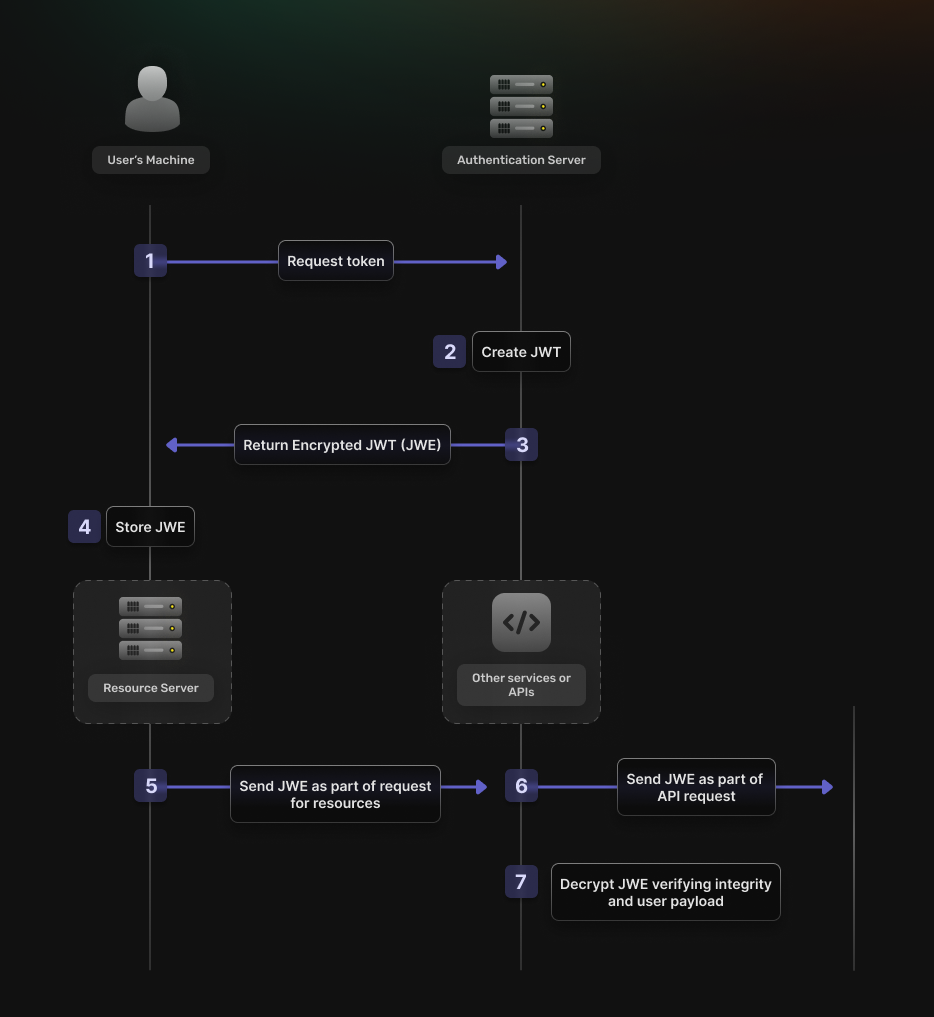 User's Machine
Authentication Server
1
Request token
2
Create JWT
Return Encrypted JWT (JWE)
3
4
Store JWE
Resource Server
Other services or
APIs
5
Send JWE as part of request
for resources
6
Send JWE as part of
API request
7
Decrypt JWE verifying integrity
and user payload